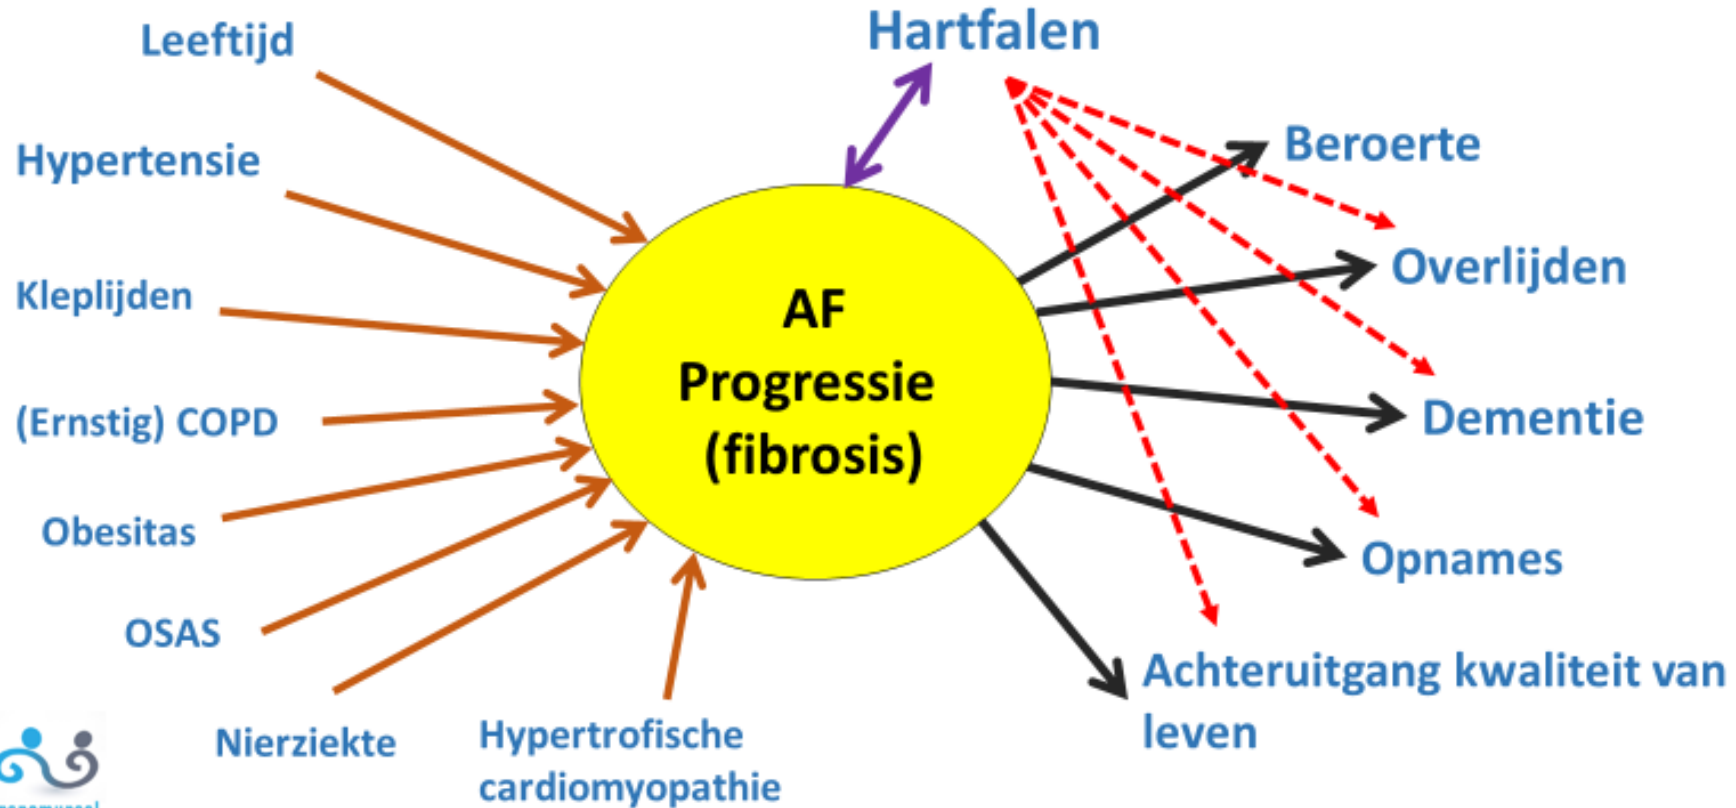 Leeftijd
Hartfalen
Hypertensie
Beroerte
Kleplijden
Overlijden
AF
Progressie
(fibrosis)
(Ernstig) COPD
Dementie
Obesitas
Opnames
OSAS
Achteruitgang kwaliteit van
leven
Nierziekte
Hypertrofische
cardiomyopathie